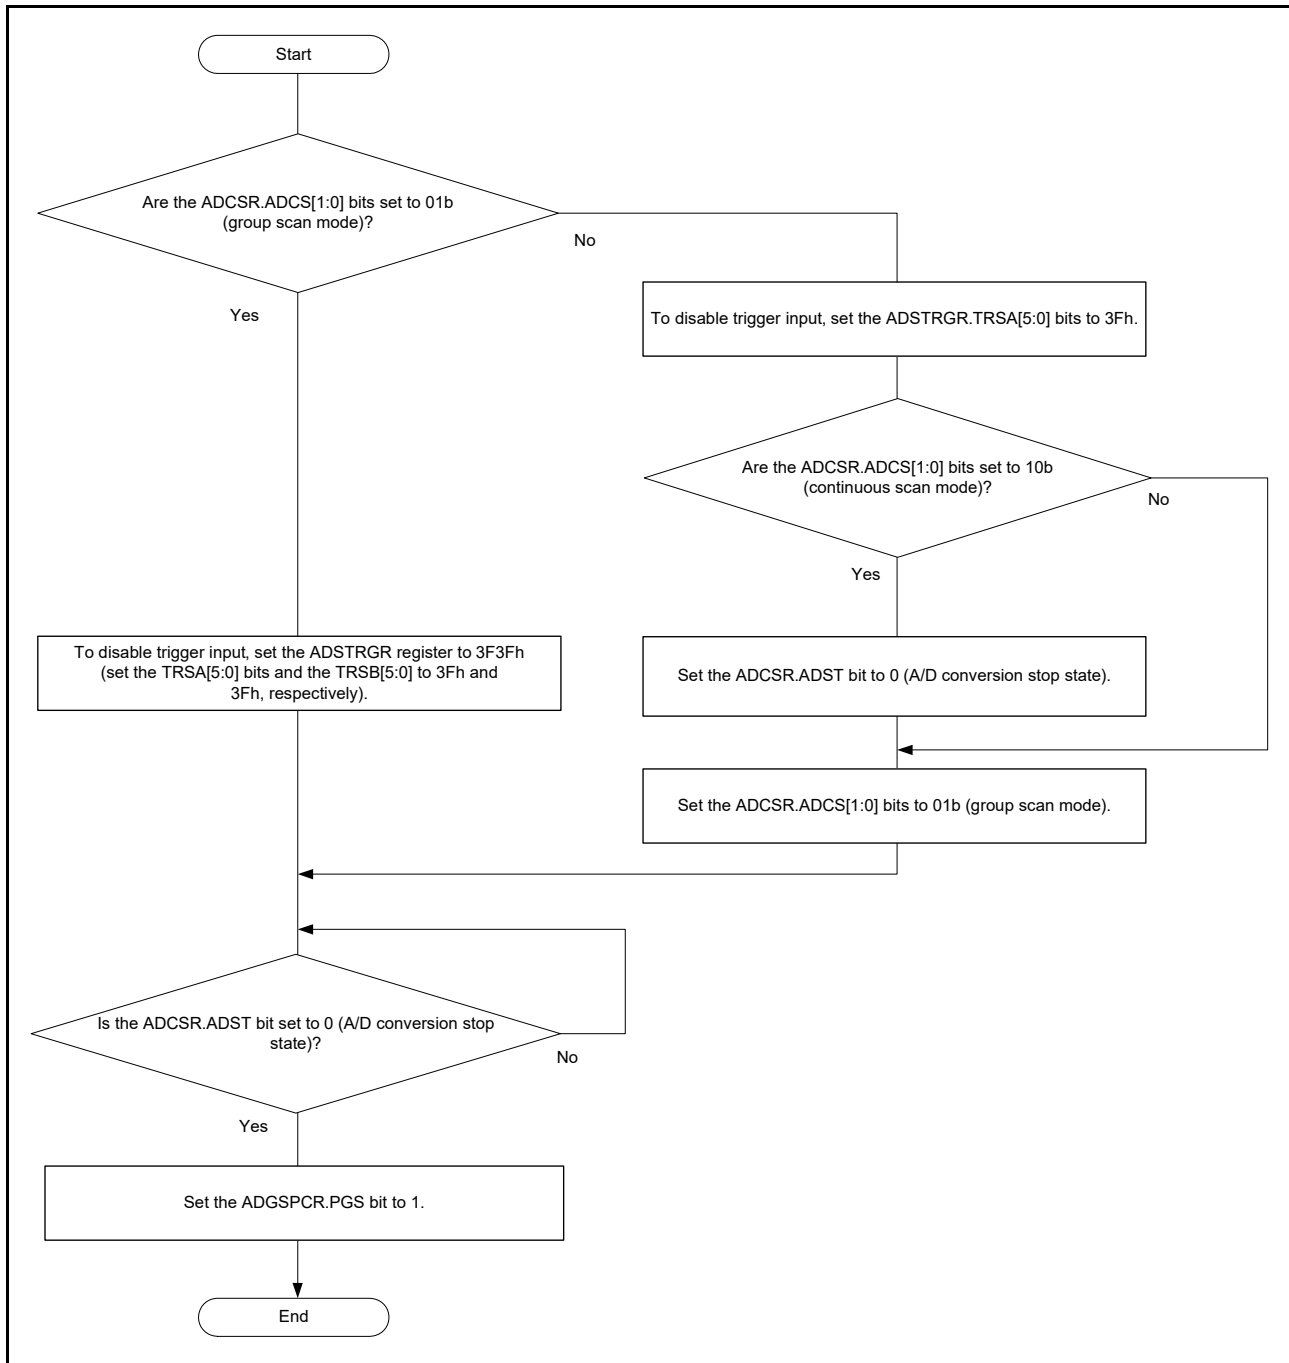 Start
Are the ADCSR.ADCS[1:0] bits set to 01b
(group scan mode)?
No
Yes
To disable trigger input, set the ADSTRGR.TRSA[5:0] bits to 3Fh.
Are the ADCSR.ADCS[1:0] bits set to 10b
(continuous scan mode)?
No
Yes
To disable trigger input, set the ADSTRGR register to 3F3Fh
(set the TRSA[5:0] bits and the TRSB[5:0] to 3Fh and
3Fh, respectively).
Set the ADCSR.ADST bit to 0 (A/D conversion stop state).
Set the ADCSR.ADCS[1:0] bits to 01b (group scan mode).
Is the ADCSR.ADST bit set to 0 (A/D conversion stop
state)?
No
Yes
Set the ADGSPCR.PGS bit to 1.
End